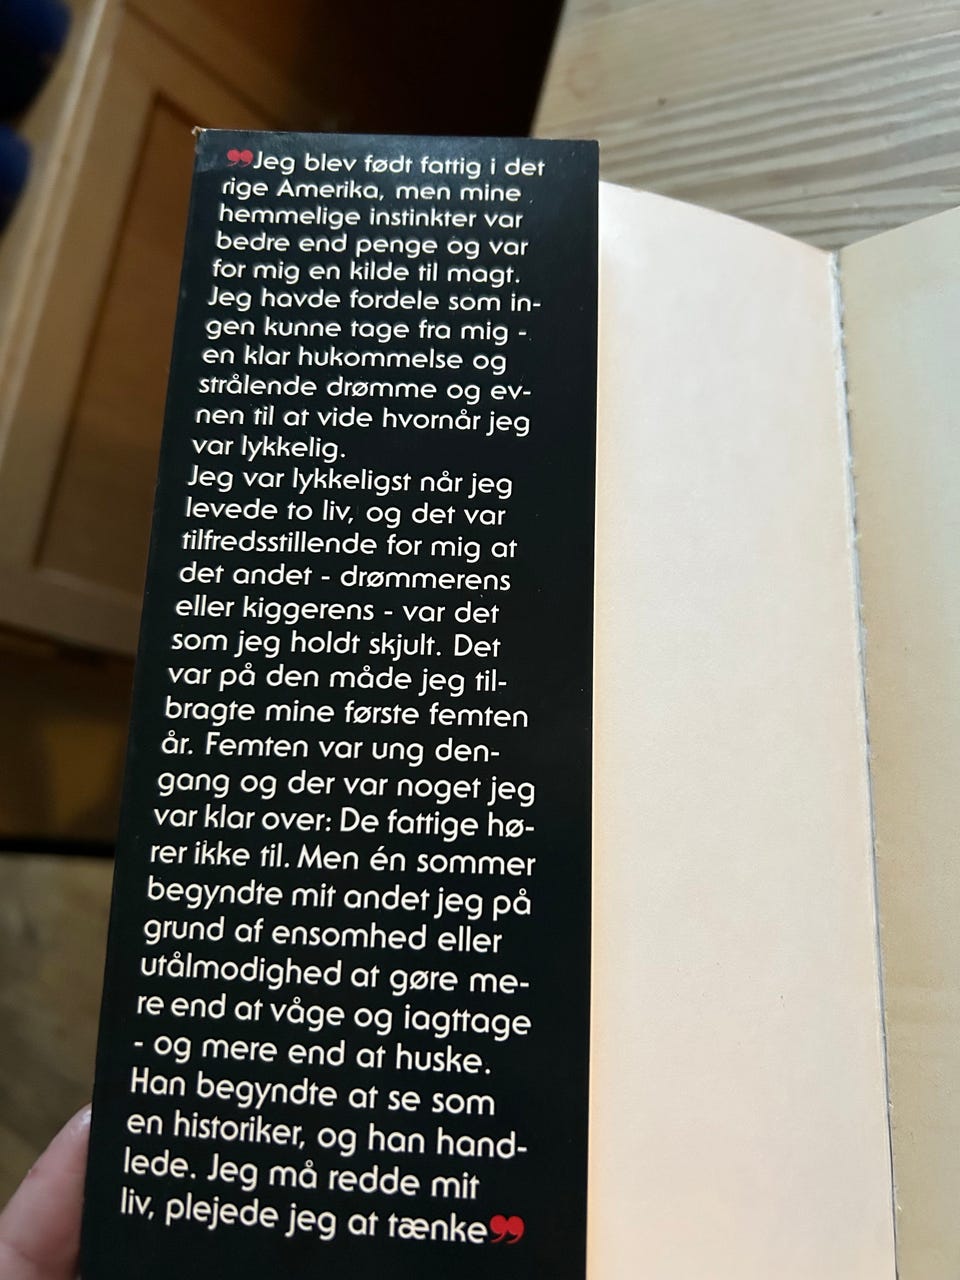 ”Jeg blev født fattig i det
rige Amerika, men mine
hemmelige instinkter var
bedre end penge og var
for mig en kilde til magt.
Jeg havde fordele som in-
gen kunne tage fra mig -
en klar hukommelse og
strålende drømme og ev-
nen til at vide hvornår jeg
var lykkelig.
Jeg var lykkeligst når jeg
levede to liv, og det var
tilfredsstillende for mig at
det andet - drømmerens
eller kiggerens - var det
som jeg holdt skjult. Det
var på den måde jeg til-
bragte mine første femten
år. Femten var ung den-
gang og der var noget jeg
var klar over: De fattige hø-
rer ikke til. Men én sommer
begyndte mit andet jeg på
grund af ensomhed eller
utålmodighed at gøre me-
re end at våge og iagttage
- og mere end at huske.
Han begyndte at se som
en historiker, og han hand-
lede. Jeg må redde mit
liv, plejede jeg at tænke”